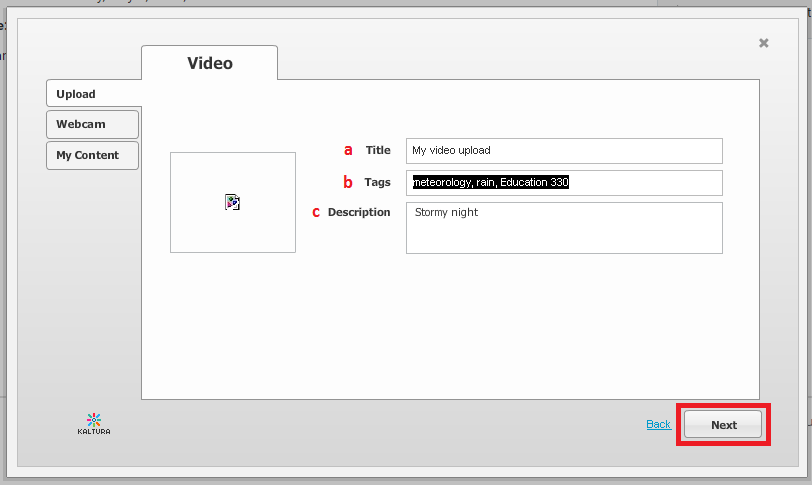 Video
Upload
Webcam
My Content
a Title My video upload
b Tags meteorology, rain, Education 330
c Description Stormy night
KALTURA
Back
Next